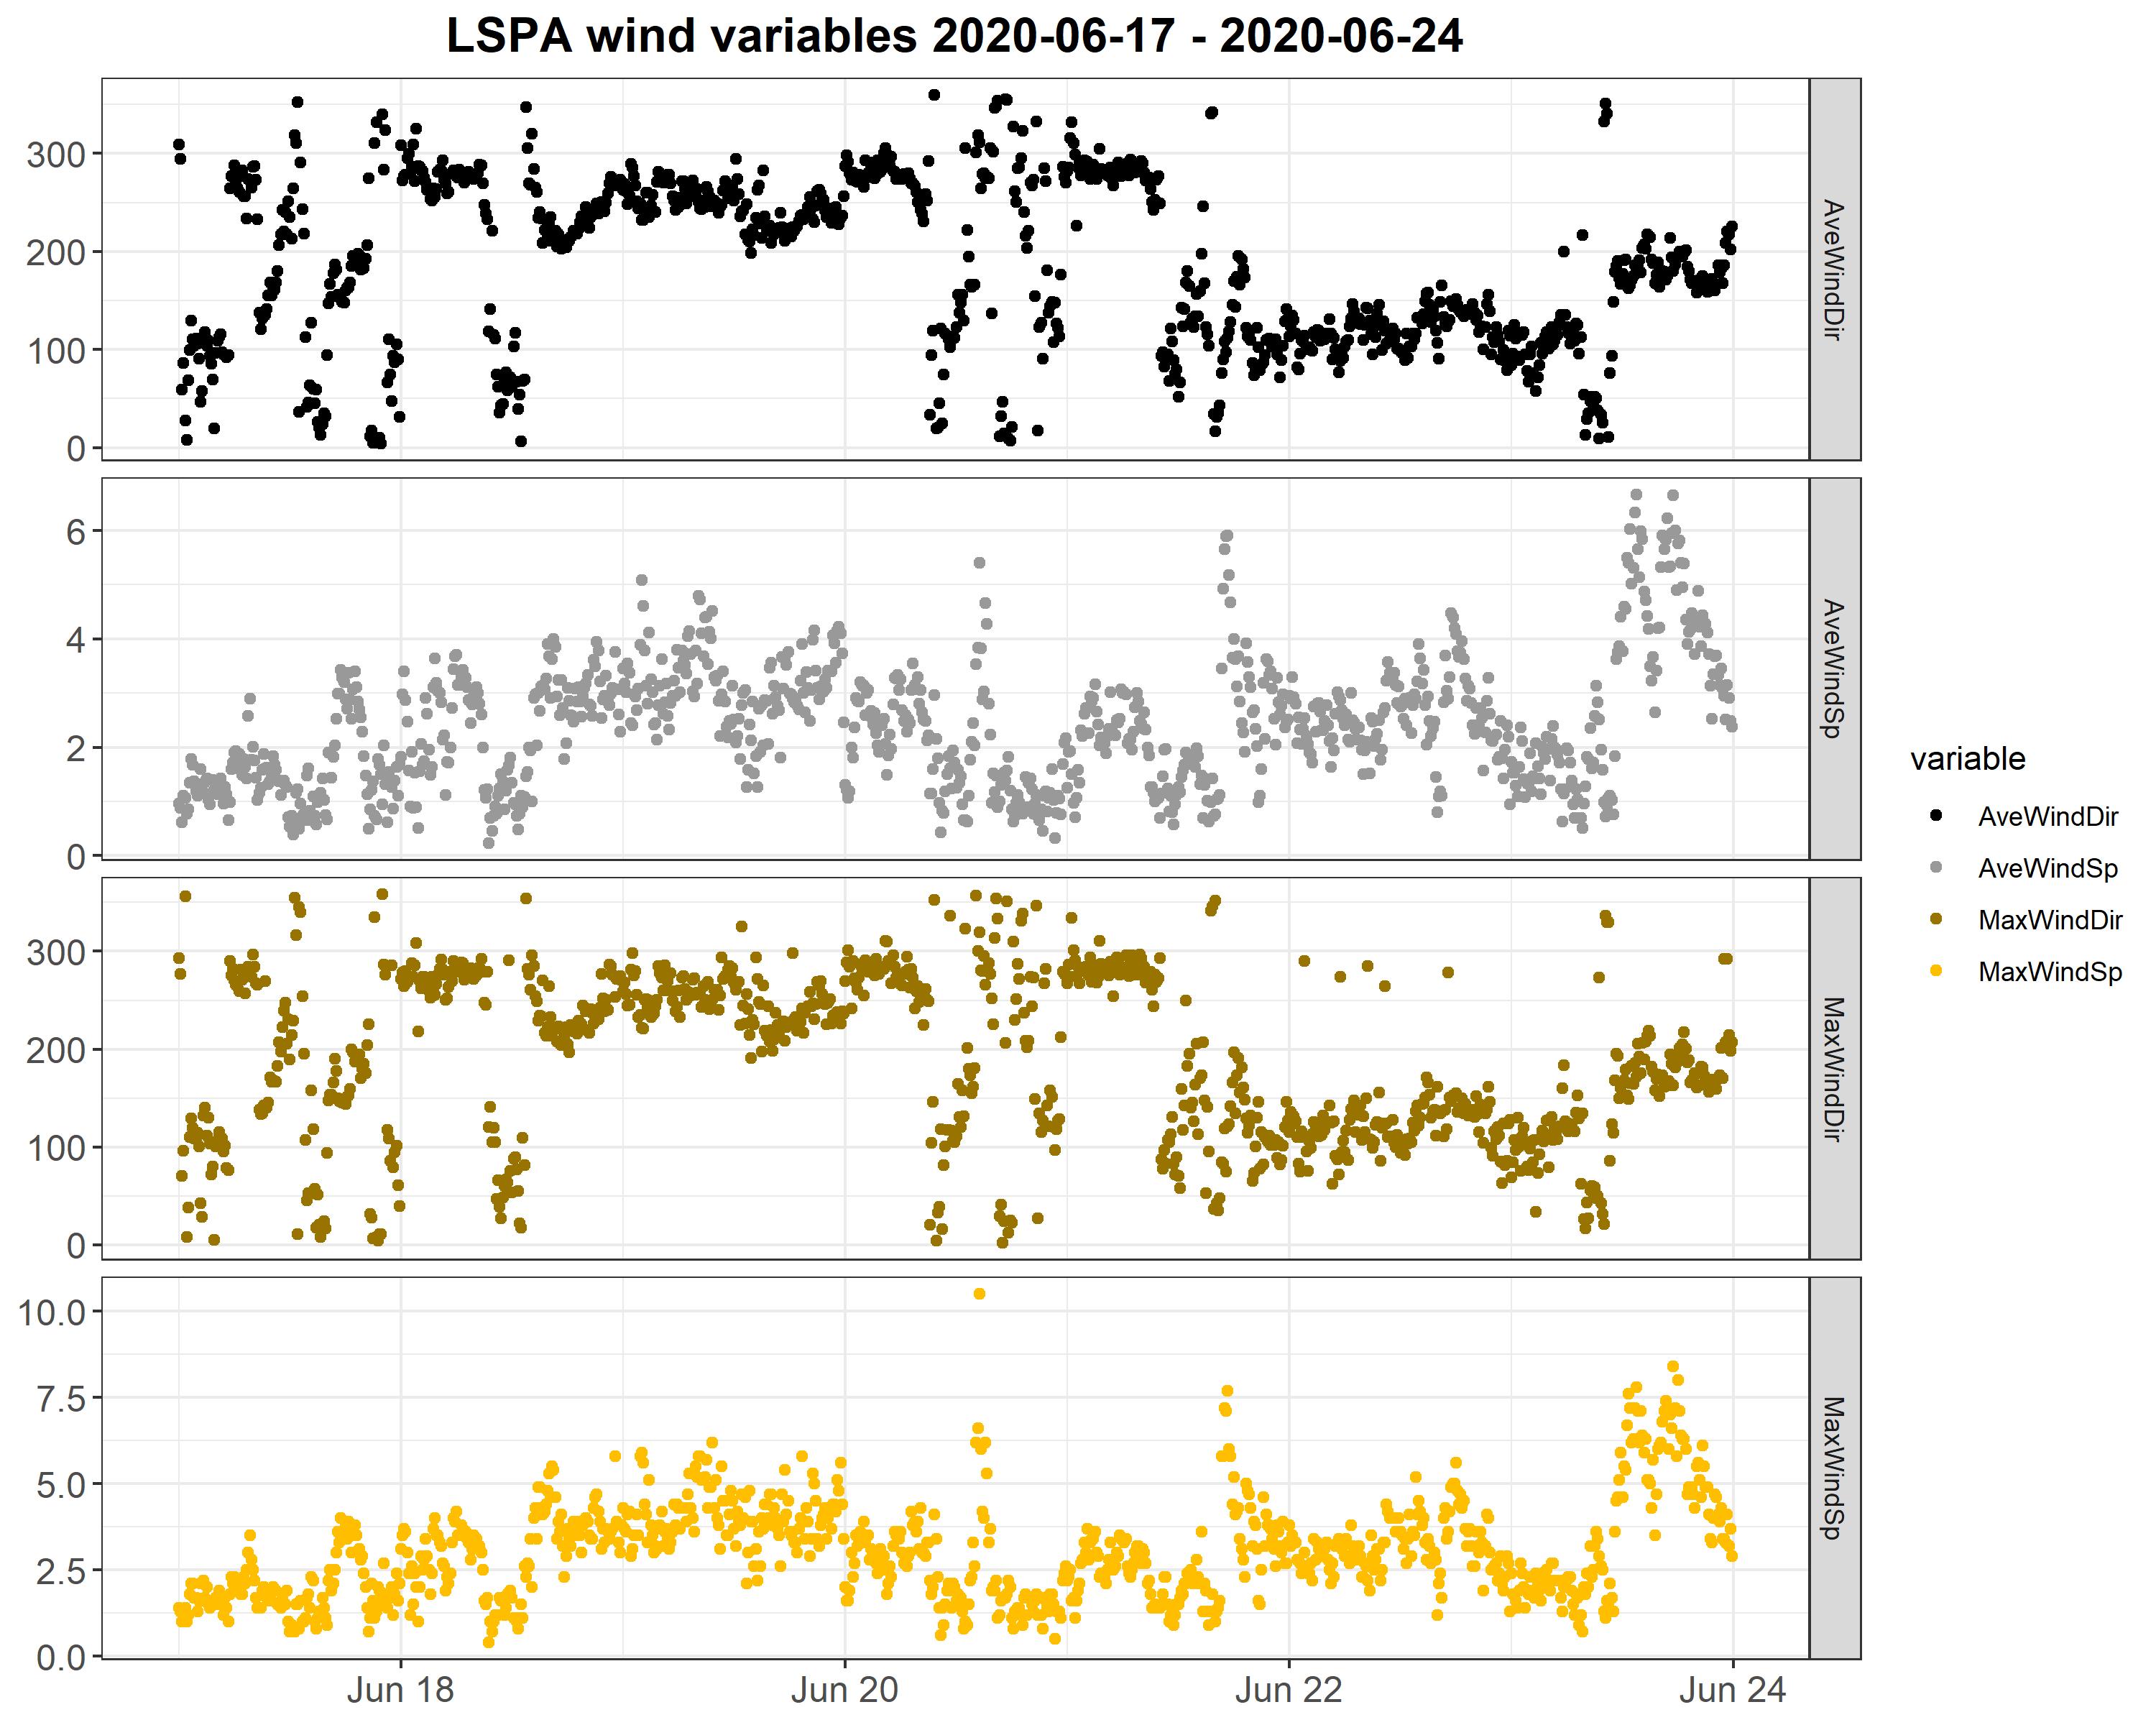 LSPA wind variables 2020-06-17 - 2020-06-24
300
200
100
0
AveWindDir
6
4
2
0
AveWindSp
300
200
100
0
MaxWindDir
10.0
7.5
5.0
2.5
0.0
MaxWindSp
Jun 18 Jun 20 Jun 22 Jun 24
variable
AveWindDir
AveWindSp
MaxWindDir
MaxWindSp